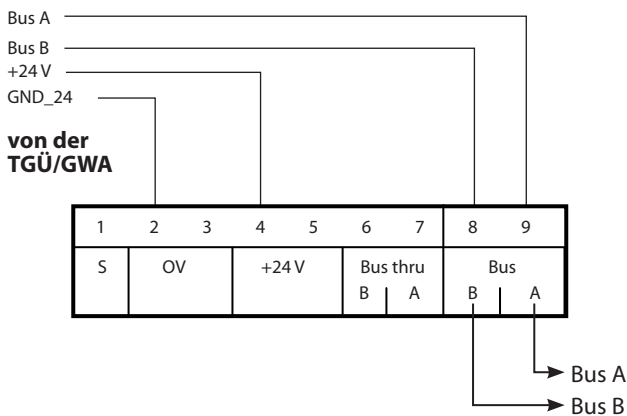 Bus A
Bus B
+24 V
GND_24
von der
TGÜ/GWA
1 2 3 4 5 6 7 8 9
S OV +24 V Bus thru Bus
B A B A
Bus A
Bus B